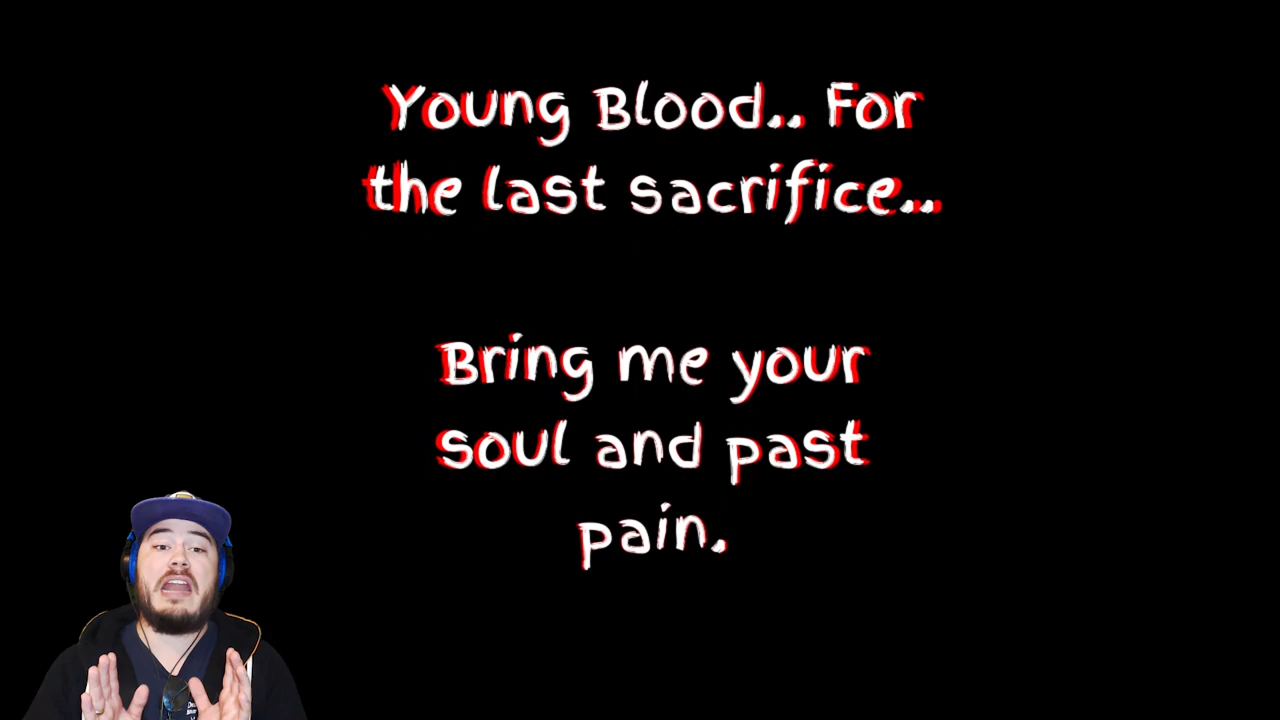 Young Blood.. For
the last sacrifice...
Bring me your
soul and past
pain.